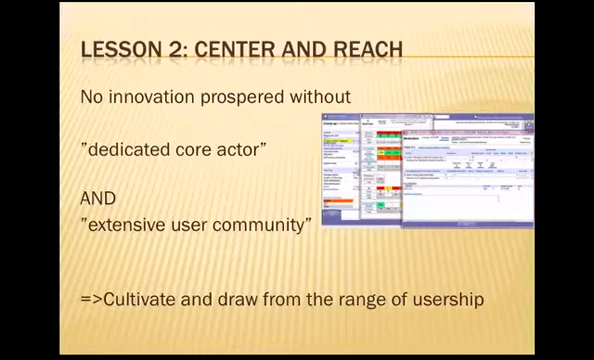 LESSON 2: CENTER AND REACH
No innovation prospered without
”dedicated core actor”
AND
”extensive user community”
=>Cultivate and draw from the range of usership